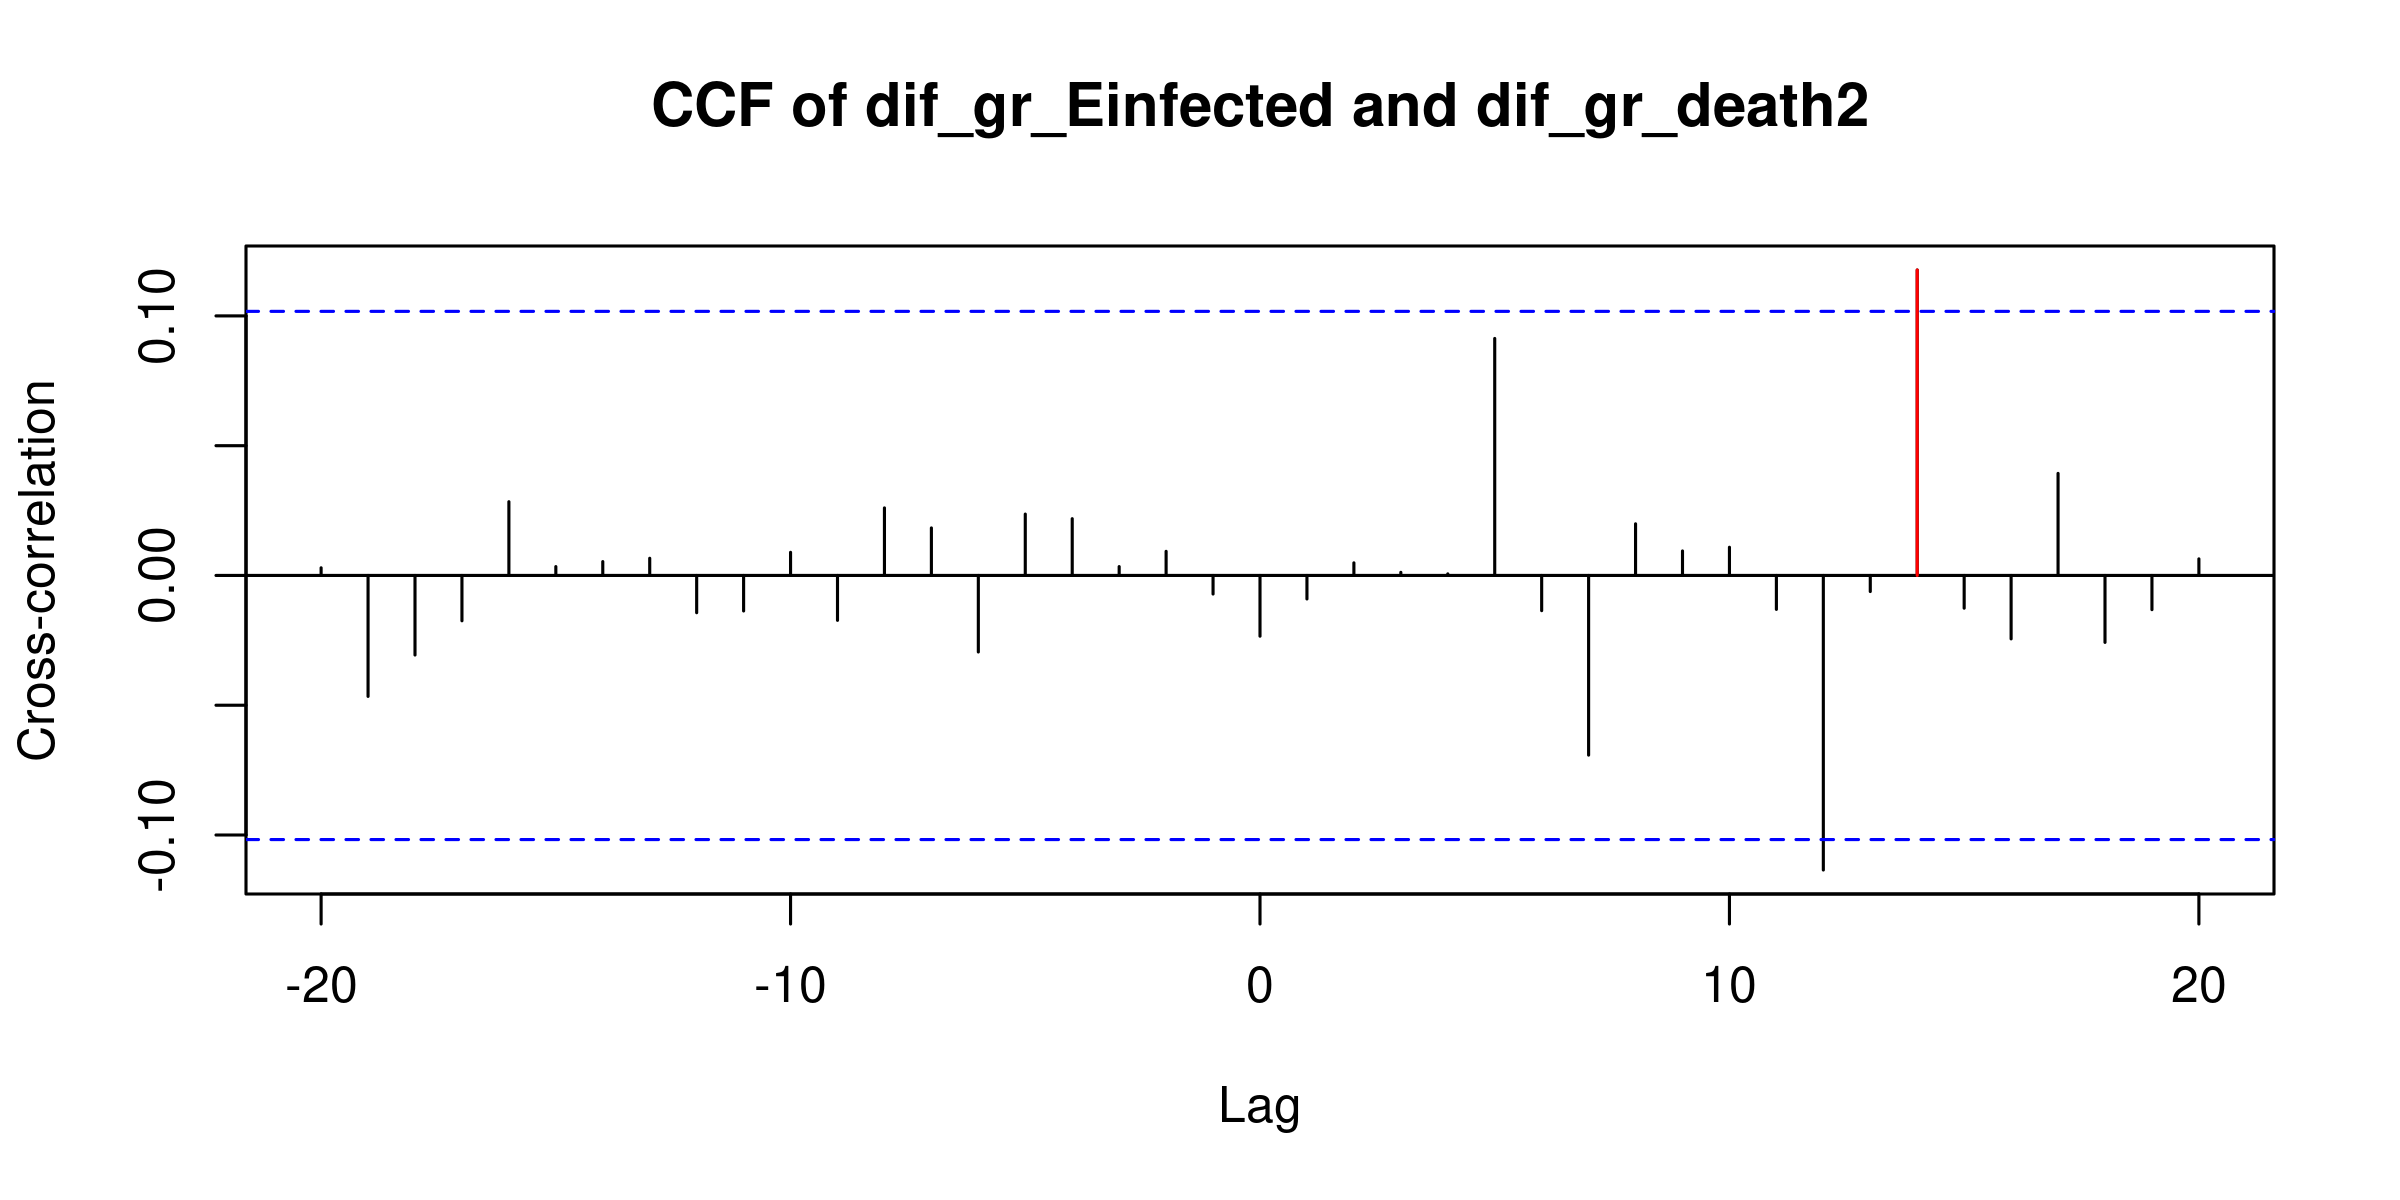 CCF of dif_gr_Einfected and dif_gr_death2
Cross-correlation
0.10
0.00
-0.10
-20 -10 0 10 20
Lag